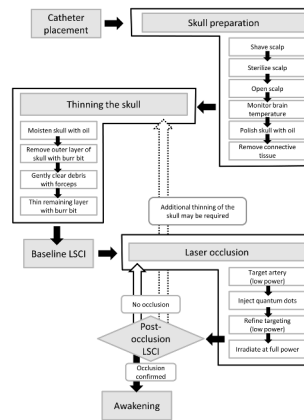 Catheter
placement
Skull preparation
Shave scalp
Sterilize scalp
Open scalp
Monitor brain
temperature
Polish skull with oil
Remove connective
tissue
Thinning the skull
Moisten skull with oil
Remove outer layer of
skull with burr bit
Gently clear debris
with forceps
Thin remaining layer
with burr bit
Additional thinning of the
skull may be required
Baseline LSCI
Laser occlusion
Target artery
(low power)
Inject quantum dots
Refine targeting
(low power)
Irradiate at full power
No occlusion
Post-
occlusion
LSCI
Occlusion
confirmed
Awakening